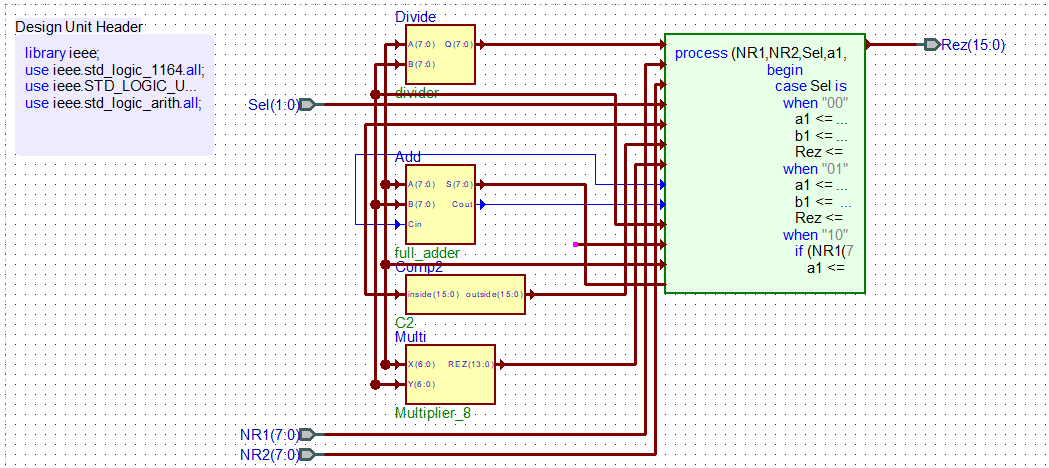 Design Unit Header
library ieee;
use ieee.std_logic_1164.all;
use ieee.STD_LOGIC_U...
use ieee.std_logic_arith.all;
Divide
A(7:0) Q(7:0)
B(7:0)
divider
Sel(1:0)
Add
A(7:0) S(7:0)
B(7:0) Cout
Cin
full_adder
Comp2
inside(15:0) outside(15:0)
C2
Multi
X(6:0) REZ(13:0)
Y(6:0)
Multiplier_8
NR1(7:0)
NR2(7:0)
process (NR1,NR2,Sel,a1,
begin
case Sel is
when "00"
a1 <= ...
b1 <= ...
Rez <=
when "01"
a1 <= ...
b1 <= ...
Rez <=
when "10"
if (NR1(7
a1 <=
Rez(15:0)